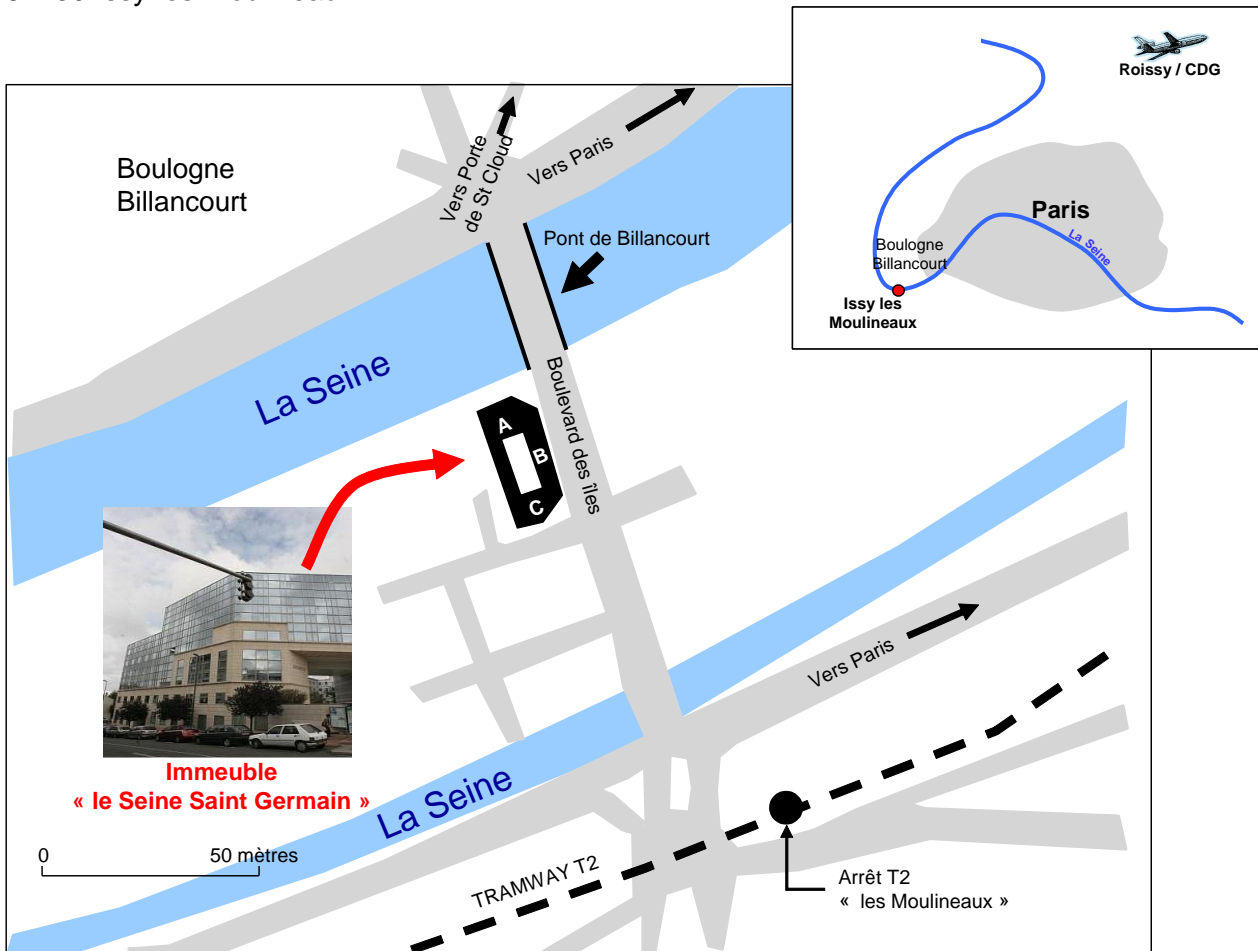 Roissy / CDG
Paris
La Seine
Boulogne
Billancourt
Issy les
Moulineaux
Boulogne
Billancourt
Vers Porte
de St Cloud
Vers Paris
Pont de Billancourt
La Seine
Boulevard des îles
A
B
C
Immeuble
« le Seine Saint Germain »
Vers Paris
La Seine
0 50 mètres
TRAMWAY T2
Arrêt T2
« les Moulineaux »